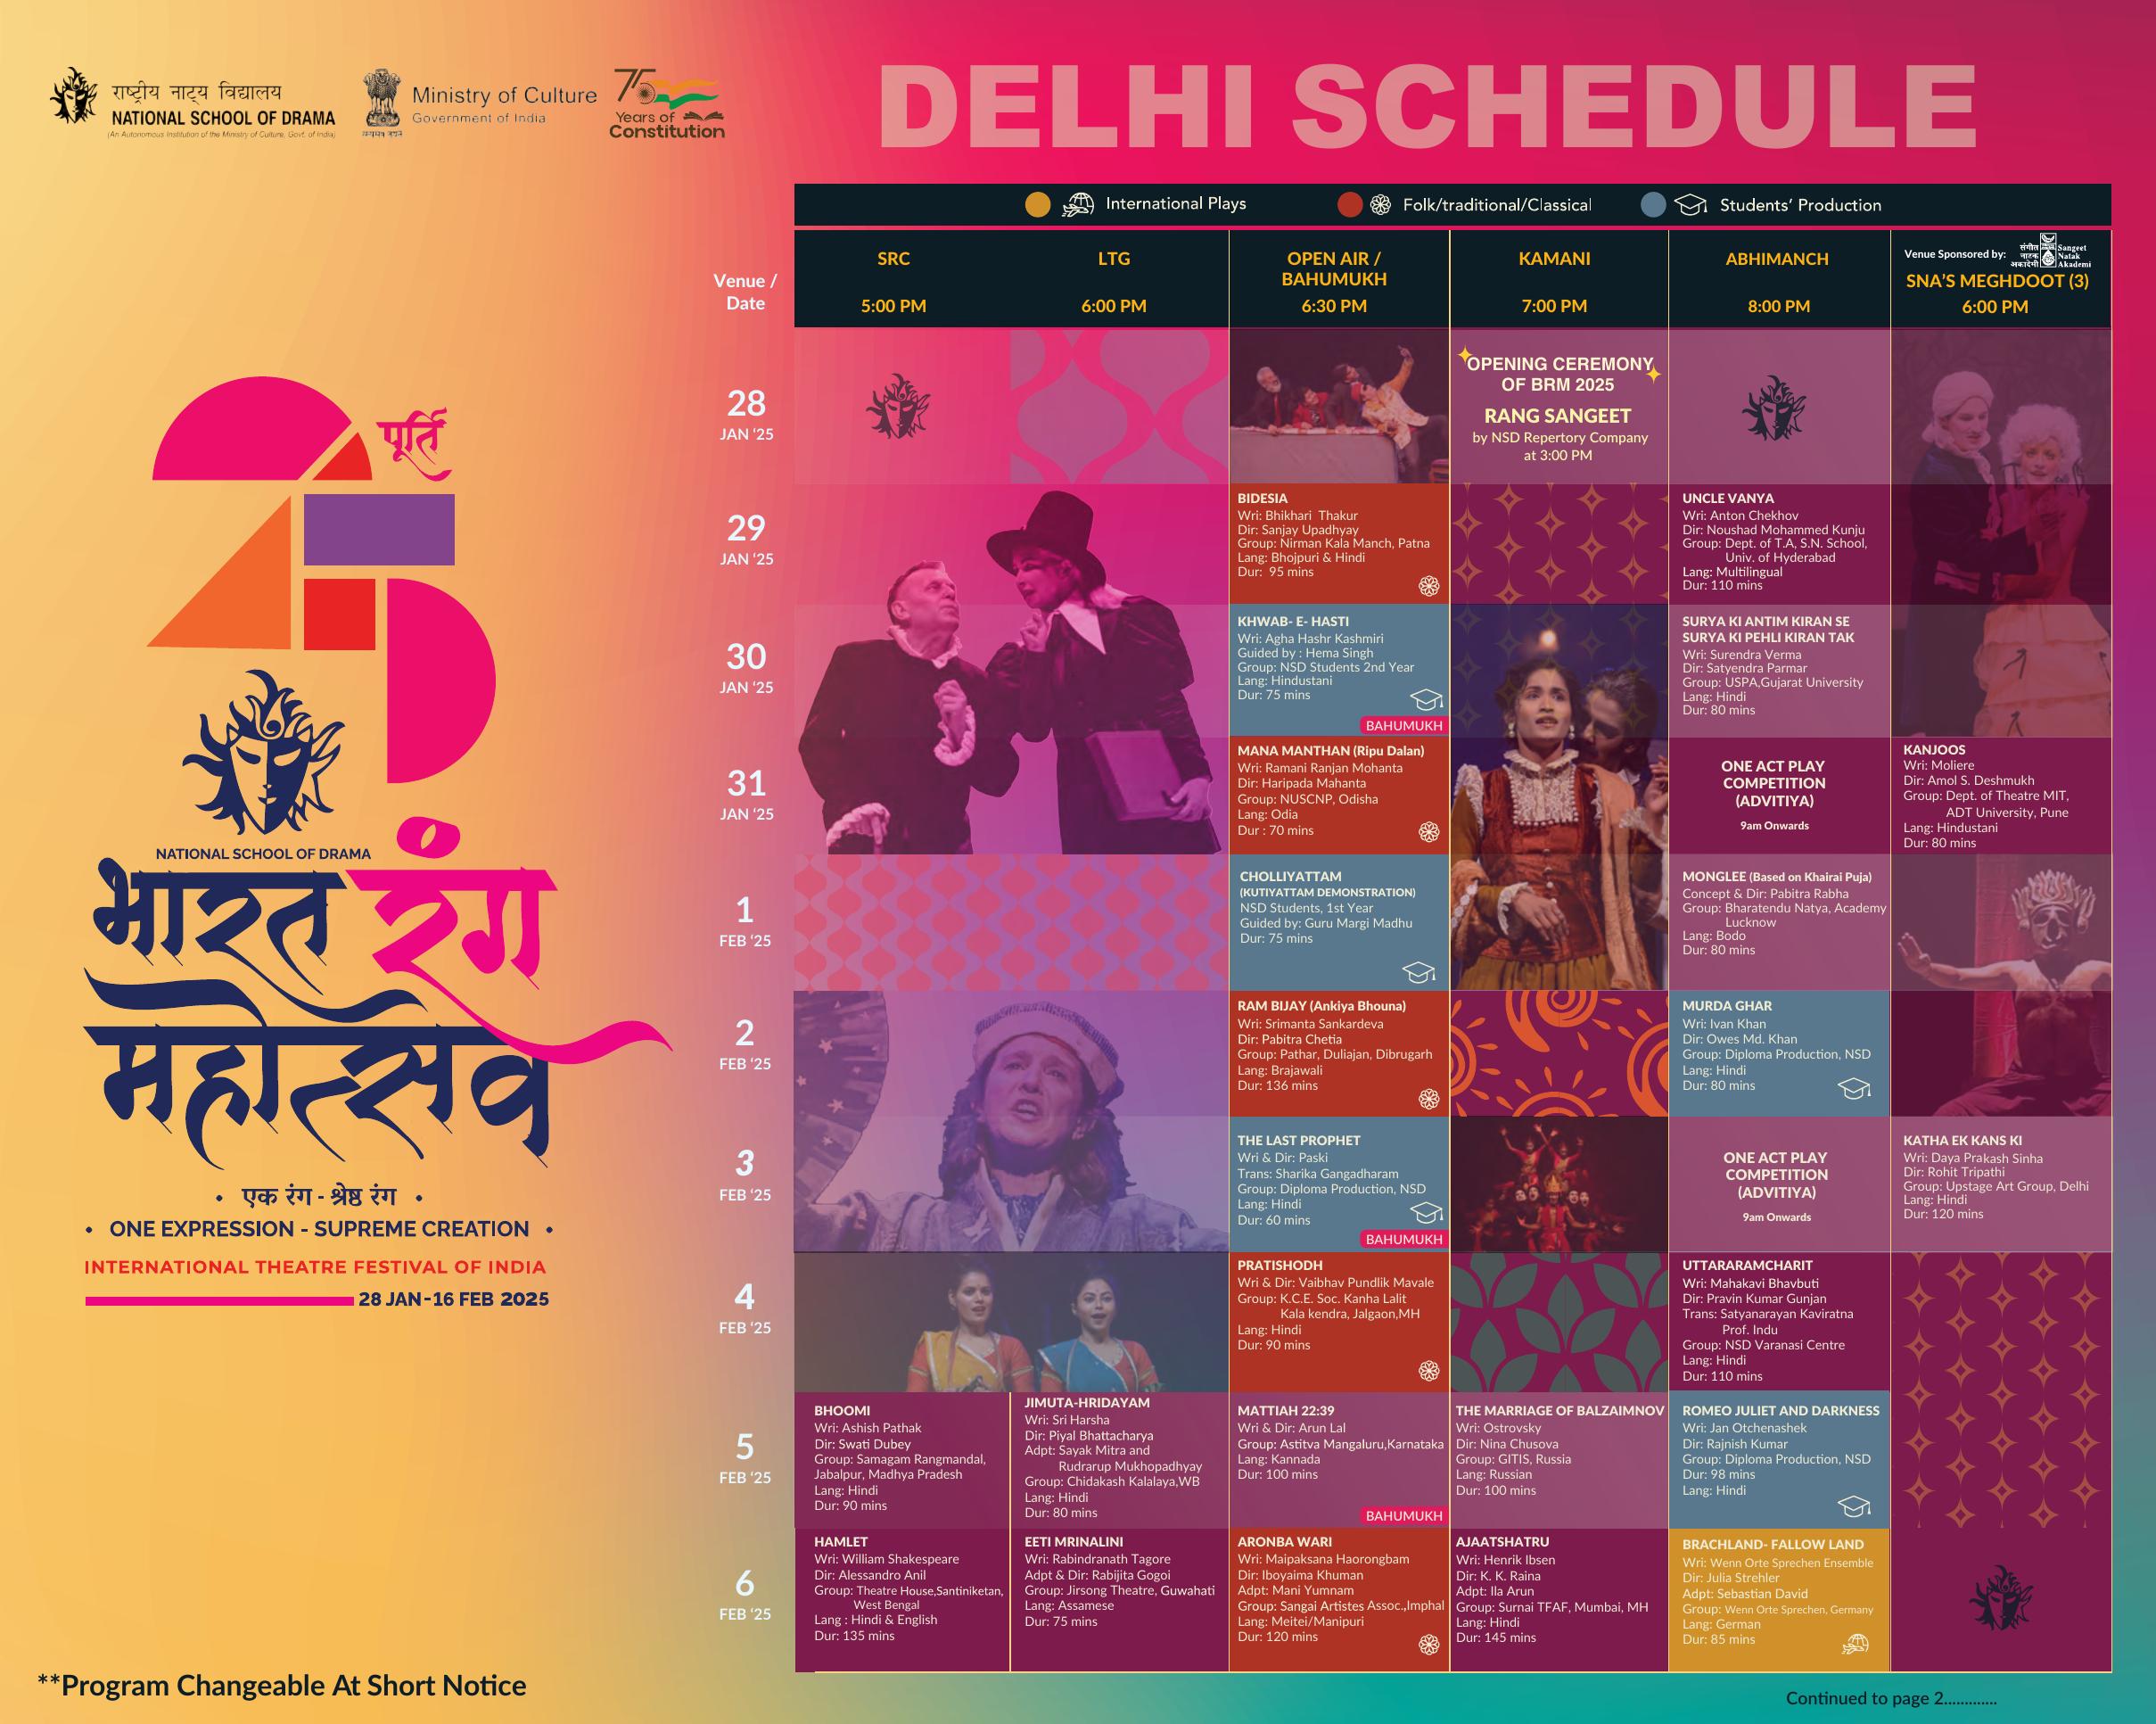 राष्ट्रीय नाट्य विद्यालय
NATIONAL SCHOOL OF DRAMA
(An Autonomous Institution of the Ministry of Culture, Govt. of India)
सत्यमेव जयते
Ministry of Culture
Government of India
75
Years of
Constitution
DELHI SCHEDULE
International Plays
Folk/traditional/Classical
Students’ Production
Venue /
Date
SRC
5:00 PM
LTG
6:00 PM
OPEN AIR /
BAHUMUKH
6:30 PM
KAMANI
7:00 PM
ABHIMANCH
8:00 PM
Venue Sponsored by:
संगीत
नाटक
अकादेमी
Sangeet
Natak
Akademi
SNA’S MEGHDOOT (3)
6:00 PM
28
JAN ‘25
OPENING CEREMONY
OF BRM 2025
RANG SANGEET
by NSD Repertory Company
at 3:00 PM
29
JAN ‘25
BIDESIA
Wri: Bhikhari Thakur
Dir: Sanjay Upadhyay
Group: Nirman Kala Manch, Patna
Lang: Bhojpuri & Hindi
Dur: 95 mins
UNCLE VANYA
Wri: Anton Chekhov
Dir: Noushad Mohammed Kunju
Group: Dept. of T.A, S.N. School,
Univ. of Hyderabad
Lang: Multilingual
Dur: 110 mins
30
JAN ‘25
KHWAB- E- HASTI
Wri: Agha Hashr Kashmiri
Guided by : Hema Singh
Group: NSD Students 2nd Year
Lang: Hindustani
Dur: 75 mins
BAHUMUKH
SURYA KI ANTIM KIRAN SE
SURYA KI PEHLI KIRAN TAK
Wri: Surendra Verma
Dir: Satyendra Parmar
Group: USPA,Gujarat University
Lang: Hindi
Dur: 80 mins
31
JAN ‘25
MANA MANTHAN (Ripu Dalan)
Wri: Ramani Ranjan Mohanta
Dir: Haripada Mahanta
Group: NUSCNP, Odisha
Lang: Odia
Dur : 70 mins
ONE ACT PLAY
COMPETITION
(ADVITIYA)
9am Onwards
KANJOOS
Wri: Moliere
Dir: Amol S. Deshmukh
Group: Dept. of Theatre MIT,
ADT University, Pune
Lang: Hindustani
Dur: 80 mins
1
FEB ‘25
CHOLLIYATTAM
(KUTIYATTAM DEMONSTRATION)
NSD Students, 1st Year
Guided by: Guru Margi Madhu
Dur: 75 mins
MONGLEE (Based on Khairai Puja)
Concept & Dir: Pabitra Rabha
Group: Bharatendu Natya, Academy
Lucknow
Lang: Bodo
Dur: 80 mins
2
FEB ‘25
RAM BIJAY (Ankiya Bhouna)
Wri: Srimanta Sankardeva
Dir: Pabitra Chetia
Group: Pathar, Duliajan, Dibrugarh
Lang: Brajawali
Dur: 136 mins
MURDA GHAR
Wri: Ivan Khan
Dir: Owes Md. Khan
Group: Diploma Production, NSD
Lang: Hindi
Dur: 80 mins
3
FEB ‘25
THE LAST PROPHET
Wri & Dir: Paski
Trans: Sharika Gangadharam
Group: Diploma Production, NSD
Lang: Hindi
Dur: 60 mins
BAHUMUKH
ONE ACT PLAY
COMPETITION
(ADVITIYA)
9am Onwards
KATHA EK KANS KI
Wri: Daya Prakash Sinha
Dir: Rohit Tripathi
Group: Upstage Art Group, Delhi
Lang: Hindi
Dur: 120 mins
4
FEB ‘25
PRATISHODH
Wri & Dir: Vaibhav Pundlik Mavale
Group: K.C.E. Soc. Kanha Lalit
Kala kendra, Jalgaon,MH
Lang: Hindi
Dur: 90 mins
UTTARARAMCHARIT
Wri: Mahakavi Bhavbuti
Dir: Pravin Kumar Gunjan
Trans: Satyanarayan Kaviratna
Prof. Indu
Group: NSD Varanasi Centre
Lang: Hindi
Dur: 110 mins
5
FEB ‘25
BHOOMI
Wri: Ashish Pathak
Dir: Swati Dubey
Group: Samagam Rangmandal,
Jabalpur, Madhya Pradesh
Lang: Hindi
Dur: 90 mins
JIMUTA-HRIDAYAM
Wri: Sri Harsha
Dir: Piyal Bhattacharya
Adpt: Sayak Mitra and
Rudrarup Mukhopadhyay
Group: Chidakash Kalalaya,WB
Lang: Hindi
Dur: 80 mins
MATTIAH 22:39
Wri & Dir: Arun Lal
Group: Astitva Mangaluru,Karnataka
Lang: Kannada
Dur: 100 mins
BAHUMUKH
THE MARRIAGE OF BALZAIMNOV
Wri: Ostrovsky
Dir: Nina Chusova
Group: GITIS, Russia
Lang: Russian
Dur: 100 mins
ROMEO JULIET AND DARKNESS
Wri: Jan Otchenashek
Dir: Rajnish Kumar
Group: Diploma Production, NSD
Dur: 98 mins
Lang: Hindi
6
FEB ‘25
HAMLET
Wri: William Shakespeare
Dir: Alessandro Anil
Group: Theatre House,Santiniketan,
West Bengal
Lang : Hindi & English
Dur: 135 mins
EETI MRINALINI
Wri: Rabindranath Tagore
Adpt & Dir: Rabijita Gogoi
Group: Jirsong Theatre, Guwahati
Lang: Assamese
Dur: 75 mins
ARONBA WARI
Wri: Maipaksana Haorongbam
Dir: Iboyaima Khuman
Adpt: Mani Yumnam
Group: Sangai Artistes Assoc.,Imphal
Lang: Meitei/Manipuri
Dur: 120 mins
AJAATSHATRU
Wri: Henrik Ibsen
Dir: K. K. Raina
Adpt: Ila Arun
Group: Surnai TFAF, Mumbai, MH
Lang: Hindi
Dur: 145 mins
BRACHLAND- FALLOW LAND
Wri: Wenn Orte Sprechen Ensemble
Dir: Julia Strehler
Adpt: Sebastian David
Group: Wenn Orte Sprechen, Germany
Lang: German
Dur: 85 mins
25
पूर्ति
NATIONAL SCHOOL OF DRAMA
भारत रंग
महोत्सव
• एक रंग - श्रेष्ठ रंग •
• ONE EXPRESSION - SUPREME CREATION •
INTERNATIONAL THEATRE FESTIVAL OF INDIA
28 JAN-16 FEB 2025
**Program Changeable At Short Notice
Continued to page 2.............